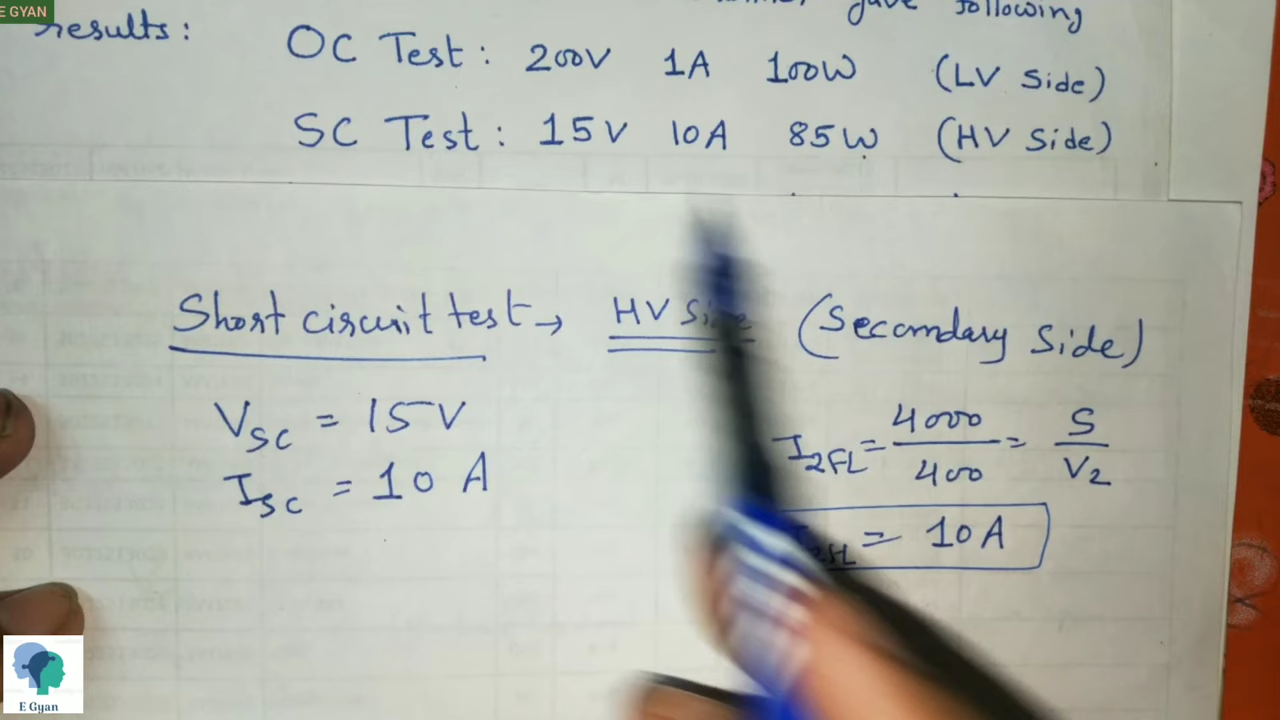 E GYAN
gave following
results:
OC Test : 200V 1A 100W (LV Side)
SC Test : 15V 10A 85W (HV Side)
Short circuit test → HV Side (Secondary Side)
VSC = 15V
I2FL = 4000/400 = S/V2
ISC = 10 A
= 10A
E Gyan